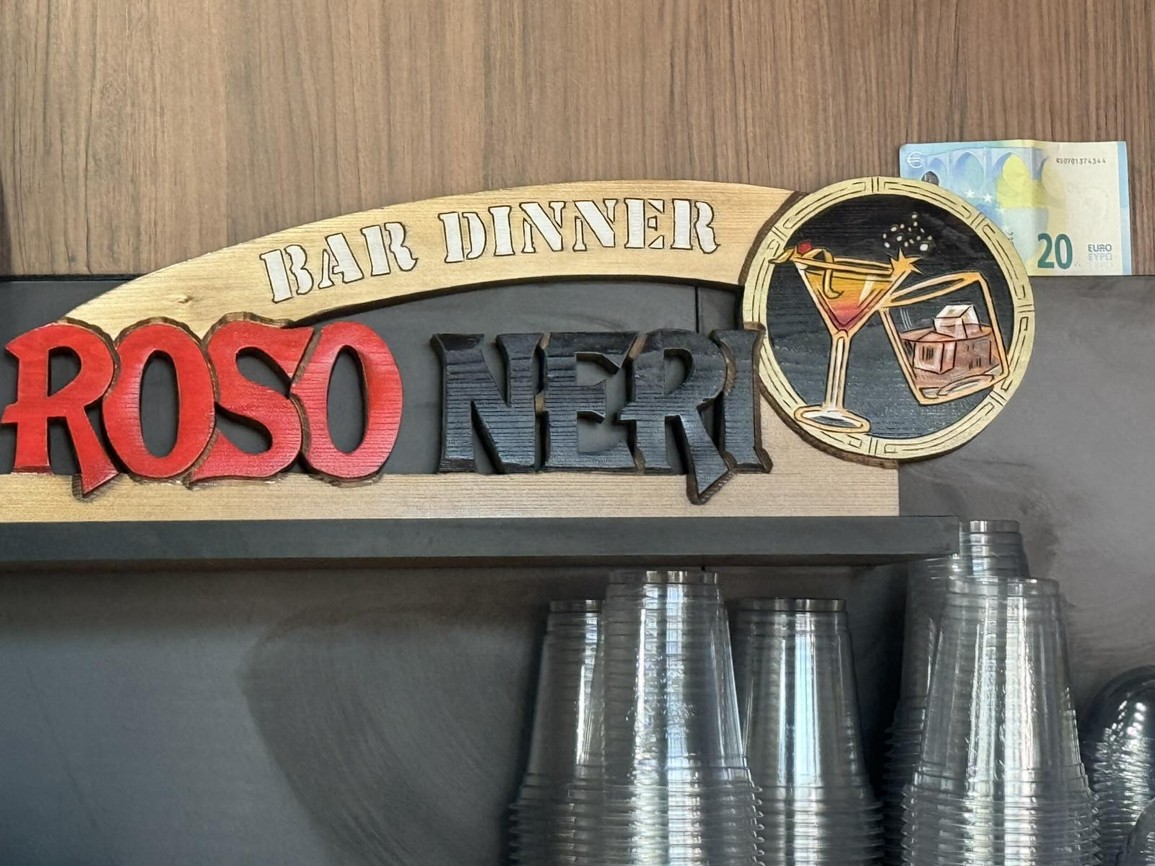 BAR DINNER
ROSO NERI
20
EURO
ΕΥΡΩ